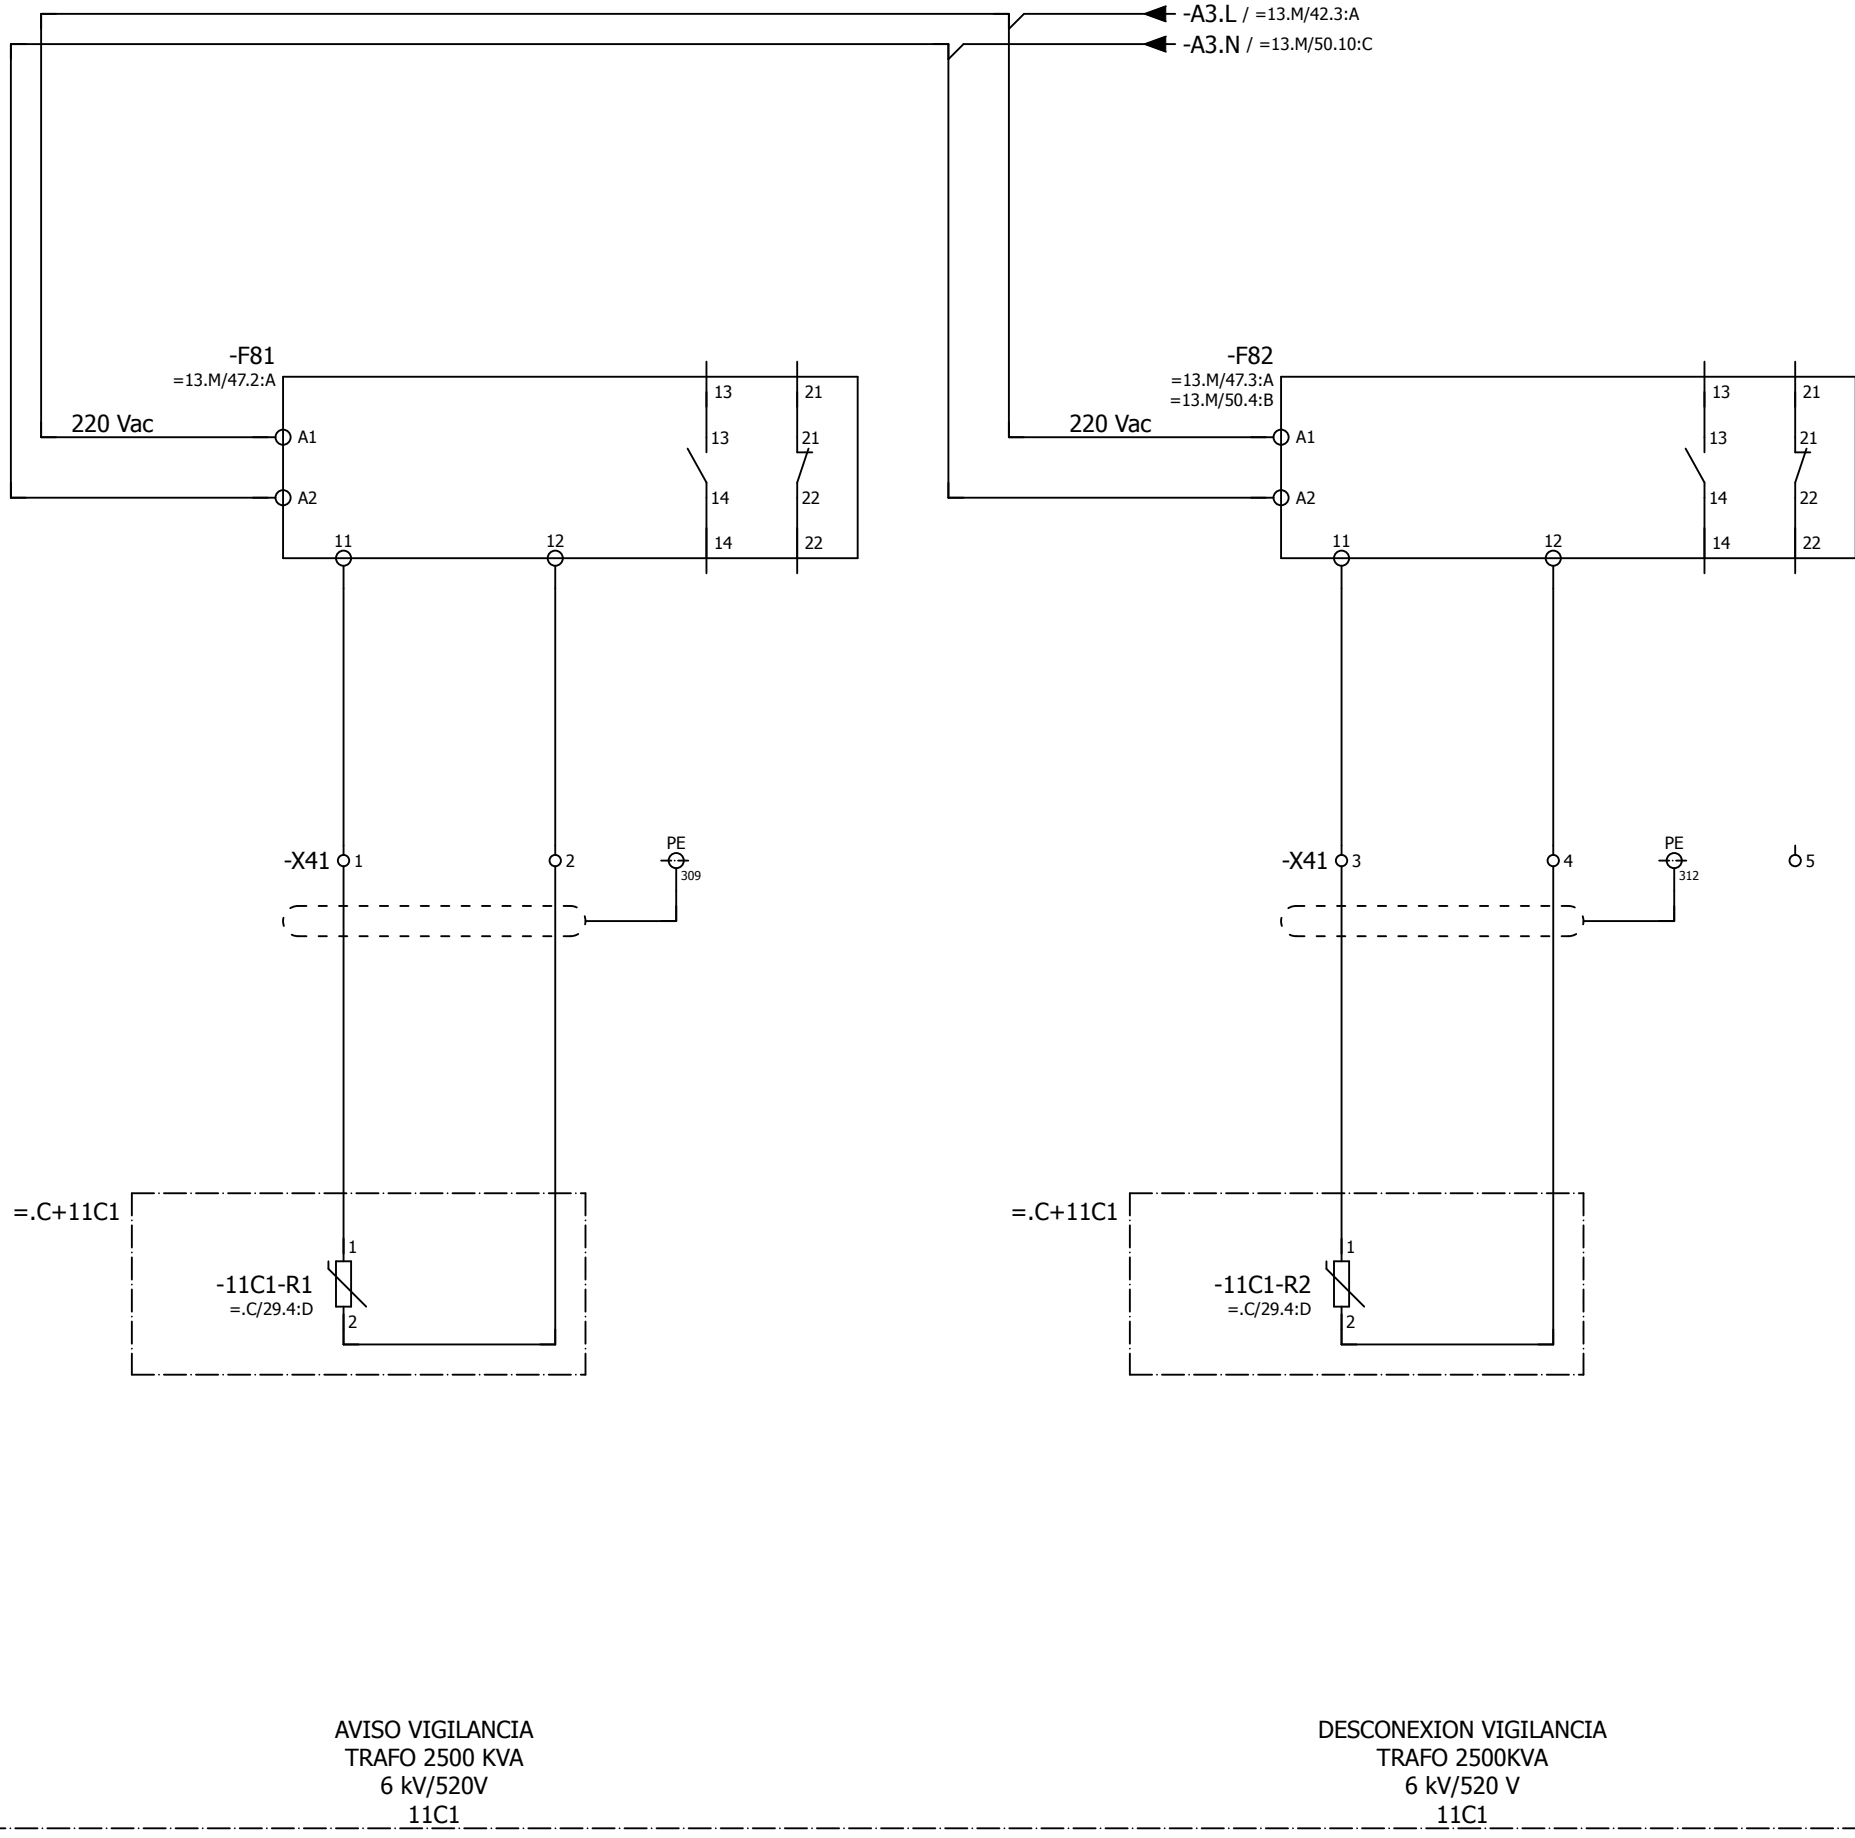 -A3.L / =13.M/42.3:A
-A3.N / =13.M/50.10:C
-F81
=13.M/47.2:A
220 Vac
A1
A2
11
12
13
13
14
14
21
21
22
22
-F82
=13.M/47.3:A
=13.M/50.4:B
220 Vac
A1
A2
11
12
13
13
14
14
21
21
22
22
-X41
1
2
PE
309
-X41
3
4
PE
312
5
=.C+11C1
1
-11C1-R1
=.C/29.4:D
2
=.C+11C1
1
-11C1-R2
=.C/29.4:D
2
AVISO VIGILANCIA
TRAFO 2500 KVA
6 kV/520V
11C1
DESCONEXION VIGILANCIA
TRAFO 2500KVA
6 kV/520 V
11C1